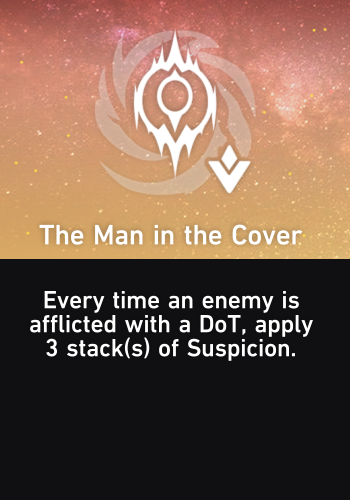 The Man in the Cover
Every time an enemy is
afflicted with a DoT, apply
3 stack(s) of Suspicion.